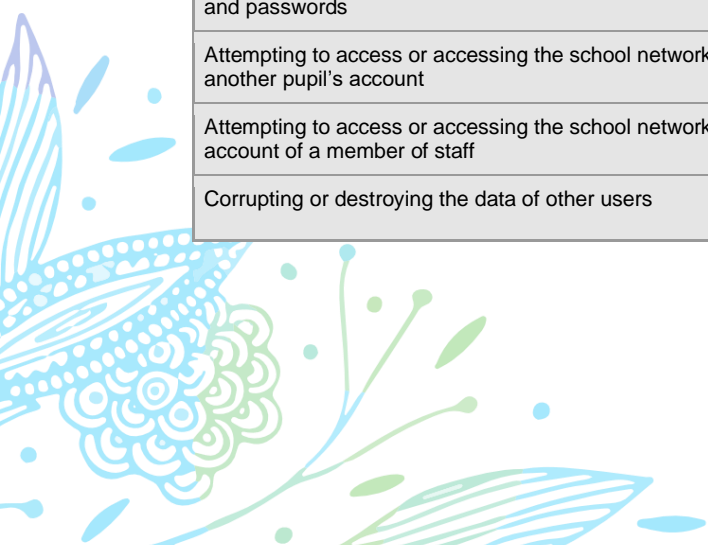 and passwords
Attempting to access or accessing the school network
another pupil's account
Attempting to access or accessing the school network
account of a member of staff
Corrupting or destroying the data of other users